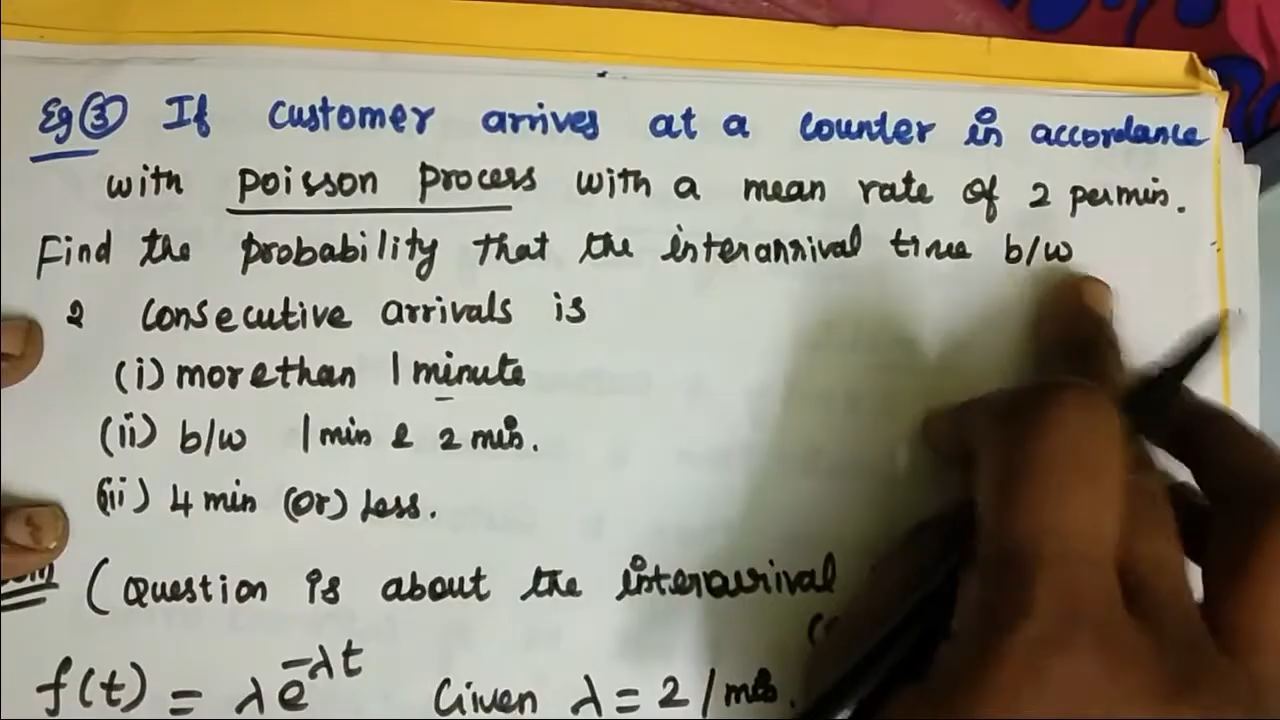 Eg ③ If customer arrives at a counter in accordance
with poisson process with a mean rate of 2 per min.
Find the probability that the interarrival time b/w
2 consecutive arrivals is
(i) more than 1 minute
(ii) b/w 1 min & 2 min.
(iii) 4 min (or) Less.
(Question is about the interarrival
f(t) = λe^-λt Given λ = 2/min.